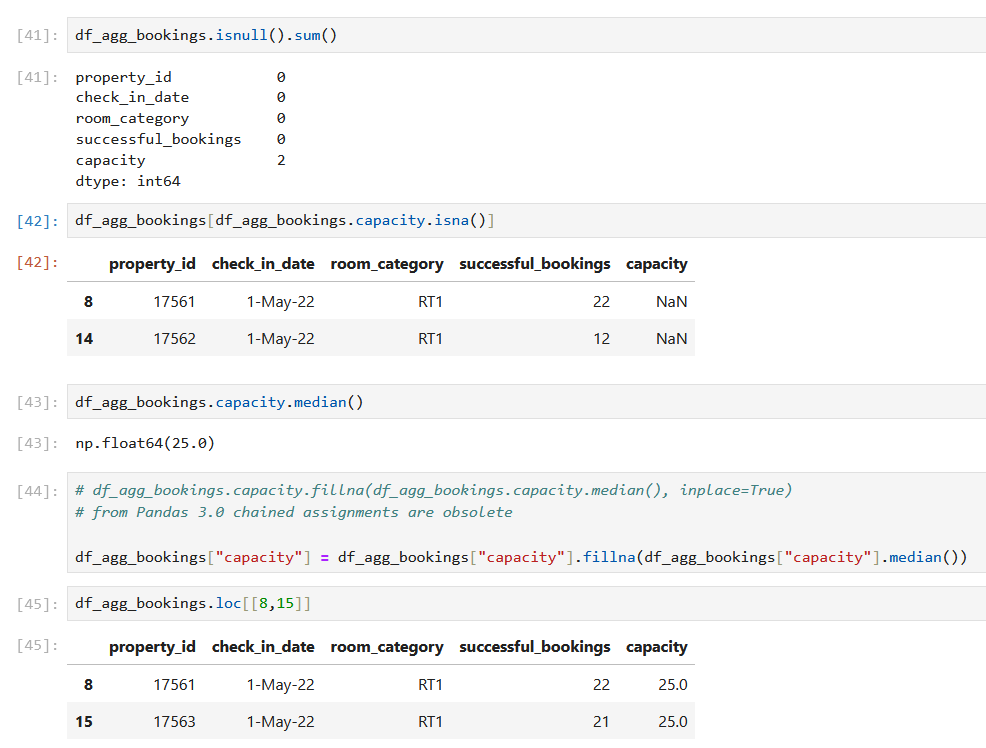 [41]: df_agg_bookings.isnull().sum()
[41]: property_id 0
check_in_date 0
room_category 0
successful_bookings 0
capacity 2
dtype: int64
[42]: df_agg_bookings[df_agg_bookings.capacity.isna()]
[42]: property_id check_in_date room_category successful_bookings capacity
8 17561 1-May-22 RT1 22 NaN
14 17562 1-May-22 RT1 12 NaN
[43]: df_agg_bookings.capacity.median()
[43]: np.float64(25.0)
[44]: # df_agg_bookings.capacity.fillna(df_agg_bookings.capacity.median(), inplace=True)
# from Pandas 3.0 chained assignments are obsolete
df_agg_bookings["capacity"] = df_agg_bookings["capacity"].fillna(df_agg_bookings["capacity"].median())
[45]: df_agg_bookings.loc[[8,15]]
[45]: property_id check_in_date room_category successful_bookings capacity
8 17561 1-May-22 RT1 22 25.0
15 17563 1-May-22 RT1 21 25.0